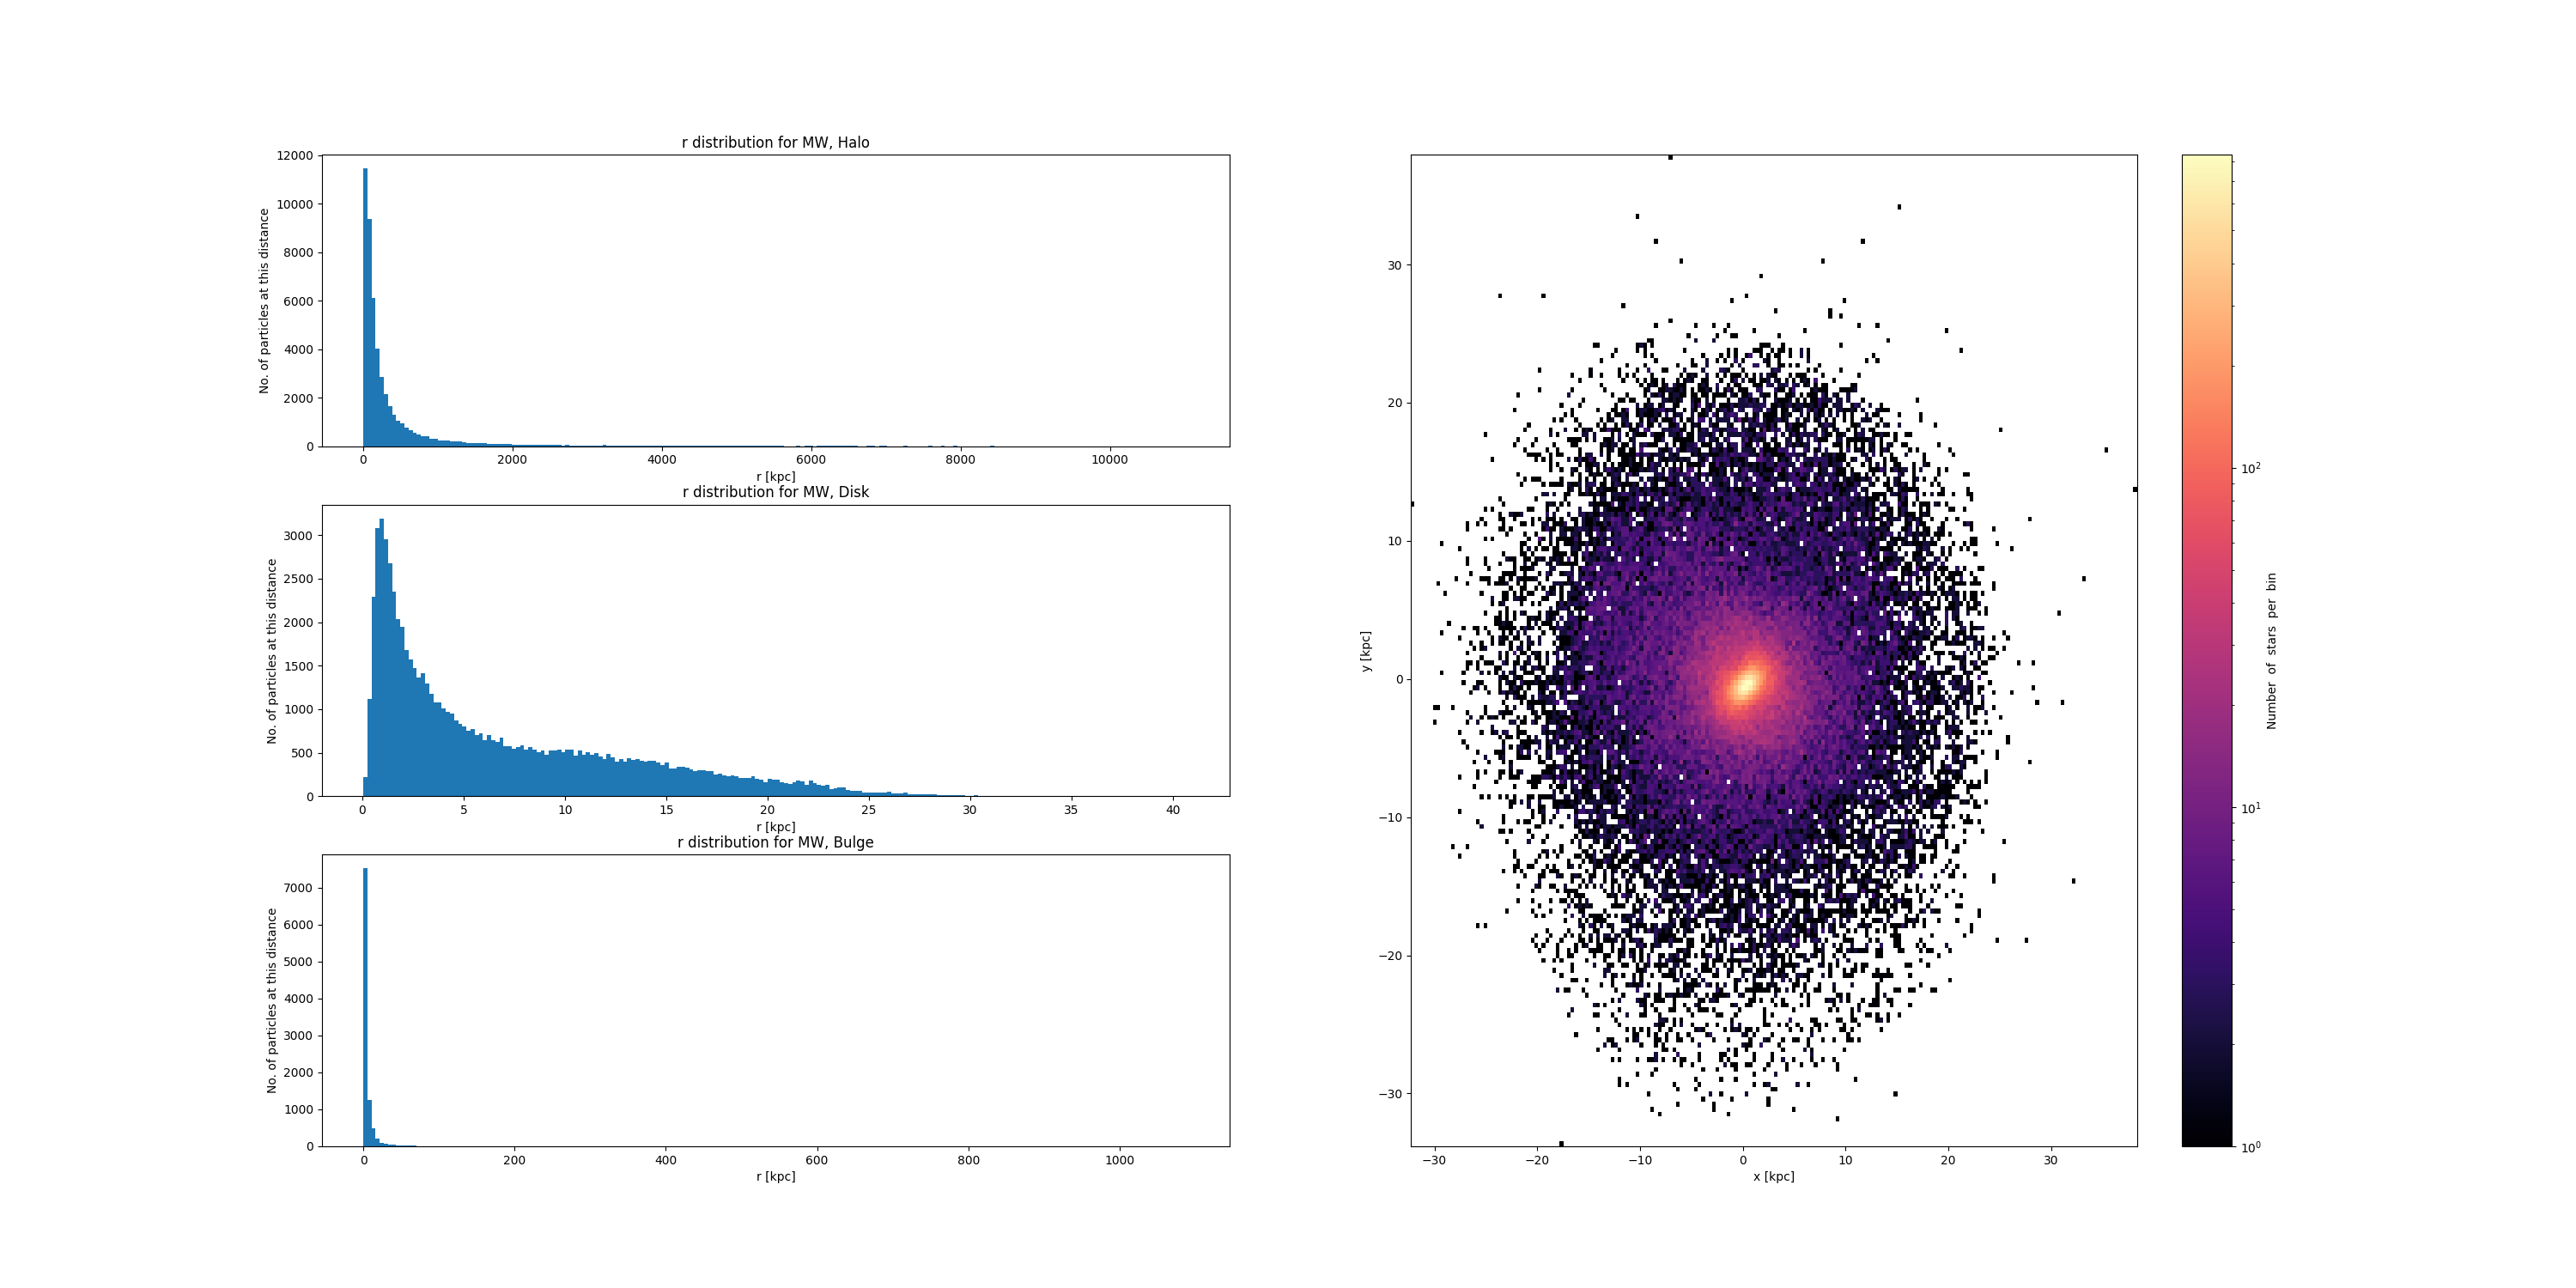 r distribution for MW, Halo
No. of particles at this distance
12000
10000
8000
6000
4000
2000
0
0 2000 4000 6000 8000 10000
r [kpc]
r distribution for MW, Disk
No. of particles at this distance
3000
2500
2000
1500
1000
500
0
0 5 10 15 20 25 30 35 40
r [kpc]
r distribution for MW, Bulge
No. of particles at this distance
7000
6000
5000
4000
3000
2000
1000
0
0 200 400 600 800 1000
r [kpc]
y [kpc]
30
20
10
0
−10
−20
−30
−30 −20 −10 0 10 20 30
x [kpc]
10²
10¹
10⁰
Number of stars per bin